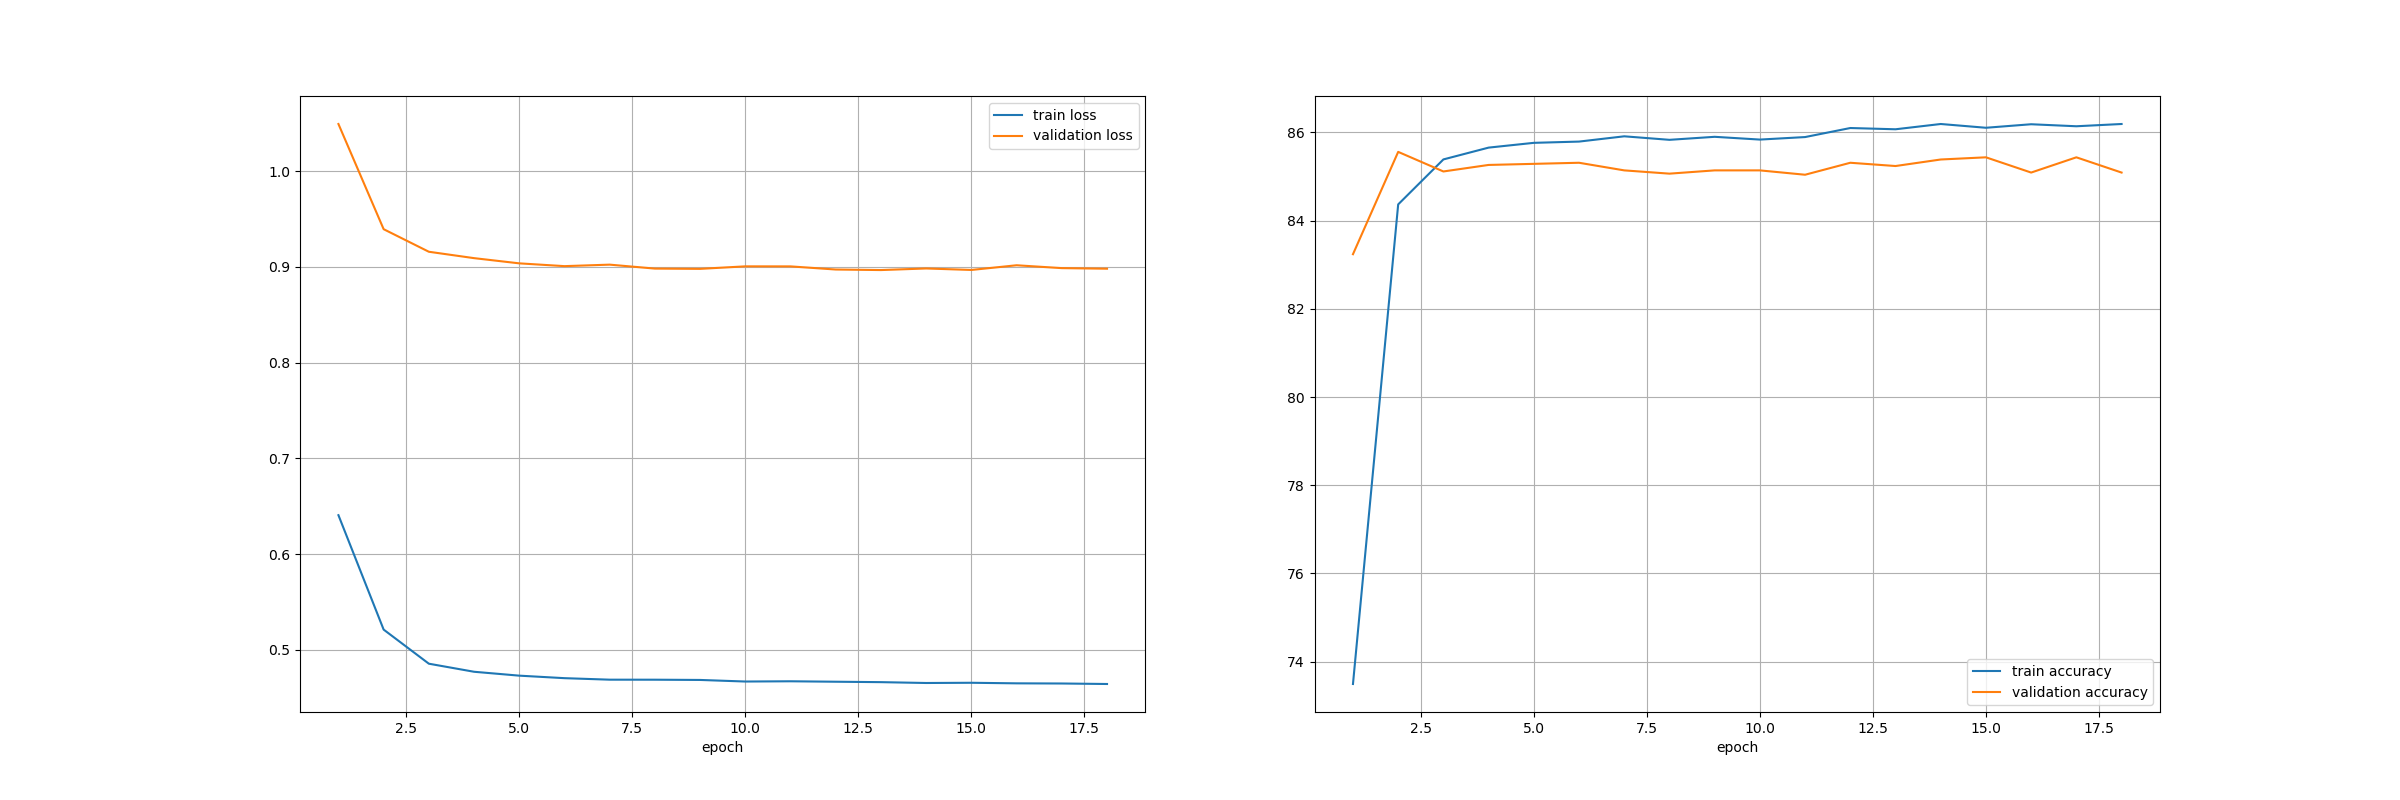 train loss
validation loss
1.0
0.9
0.8
0.7
0.6
0.5
2.5 5.0 7.5 10.0 12.5 15.0 17.5
epoch
86
84
82
80
78
76
74
train accuracy
validation accuracy
2.5 5.0 7.5 10.0 12.5 15.0 17.5
epoch